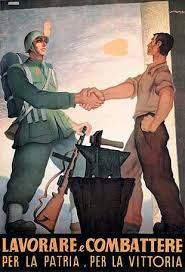 LAVORARE e COMBATTERE
PER LA PATRIA, PER LA VITTORIA